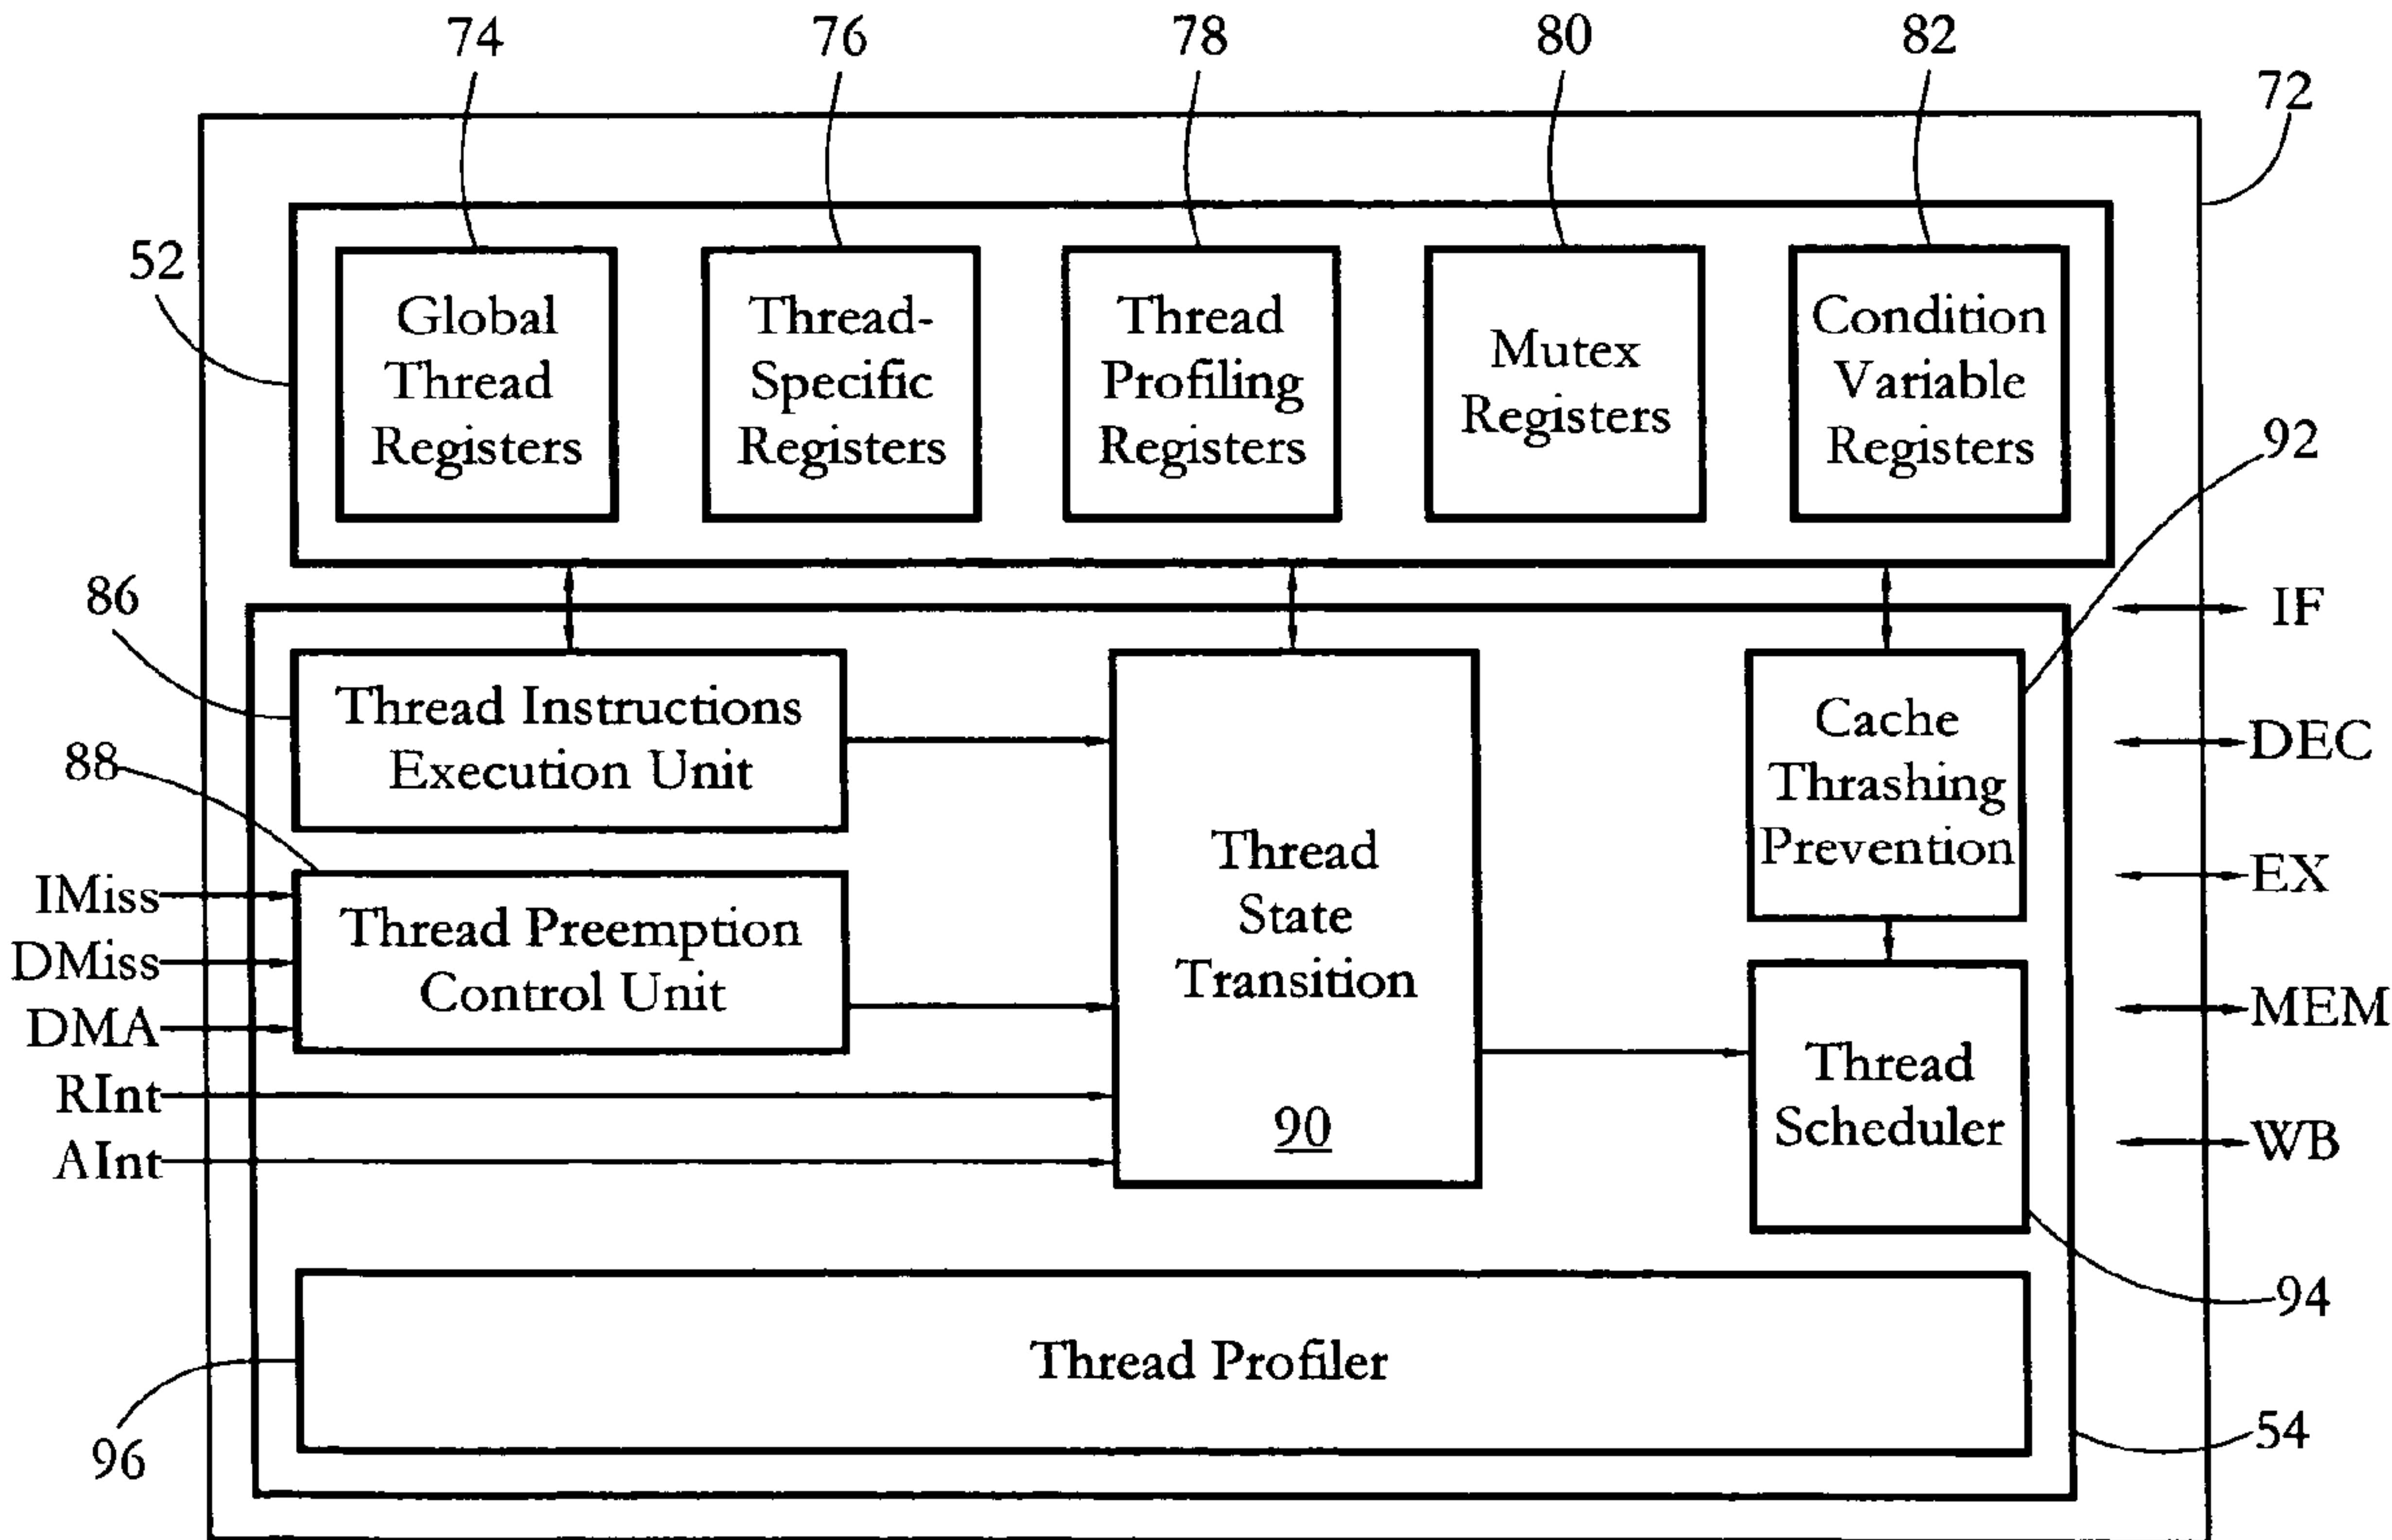 74
76
78
80
82
72
52
Global
Thread
Registers
Thread-
Specific
Registers
Thread
Profiling
Registers
Mutex
Registers
Condition
Variable
Registers
92
86
IF
Thread Instructions
Execution Unit
88
DEC
Cache
Thrashing
Prevention
Thread
State
Transition
90
IMiss
DMiss
DMA
RInt
AInt
Thread Preemption
Control Unit
EX
MEM
WB
Thread
Scheduler
94
Thread Profiler
96
54